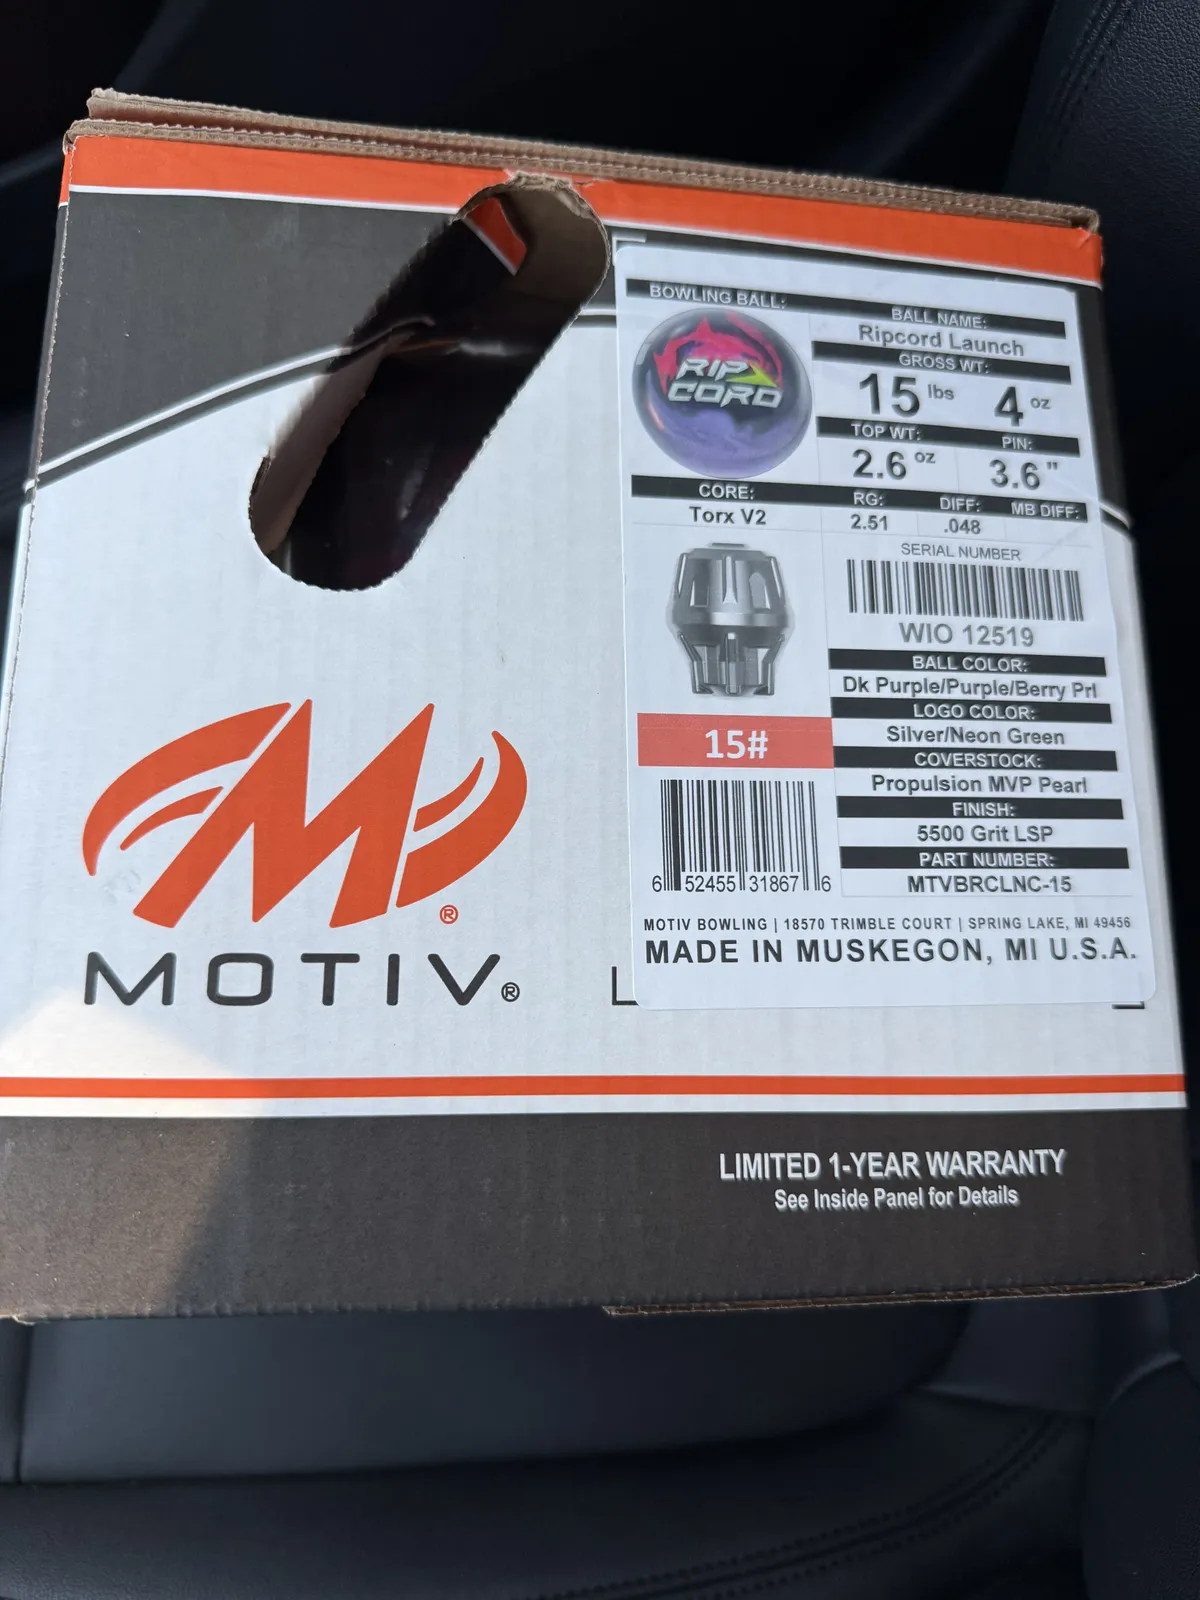 BOWLING BALL:
RIP
CORD
BALL NAME:
Ripcord Launch
GROSS WT:
15 lbs 4 oz
TOP WT: PIN:
2.6 oz 3.6"
CORE: RG: DIFF: MB DIFF:
Torx V2 2.51 .048
SERIAL NUMBER
WIO 12519
BALL COLOR:
Dk Purple/Purple/Berry Prl
LOGO COLOR:
Silver/Neon Green
15#
COVERSTOCK:
Propulsion MVP Pearl
FINISH:
5500 Grit LSP
PART NUMBER:
MTVBRCLNC-15
6 52455 31867 6
MOTIV BOWLING | 18570 TRIMBLE COURT | SPRING LAKE, MI 49456
MADE IN MUSKEGON, MI U.S.A.
®
MOTIV®
LIMITED 1-YEAR WARRANTY
See Inside Panel for Details